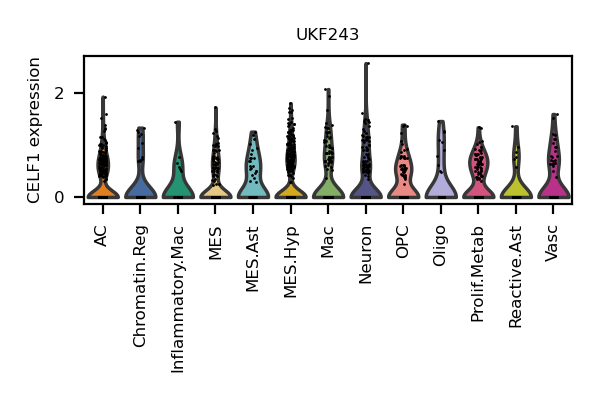 UKF243
CELF1 expression
2
0
AC
Chromatin.Reg
Inflammatory.Mac
MES
MES.Ast
MES.Hyp
Mac
Neuron
OPC
Oligo
Prolif.Metab
Reactive.Ast
Vasc